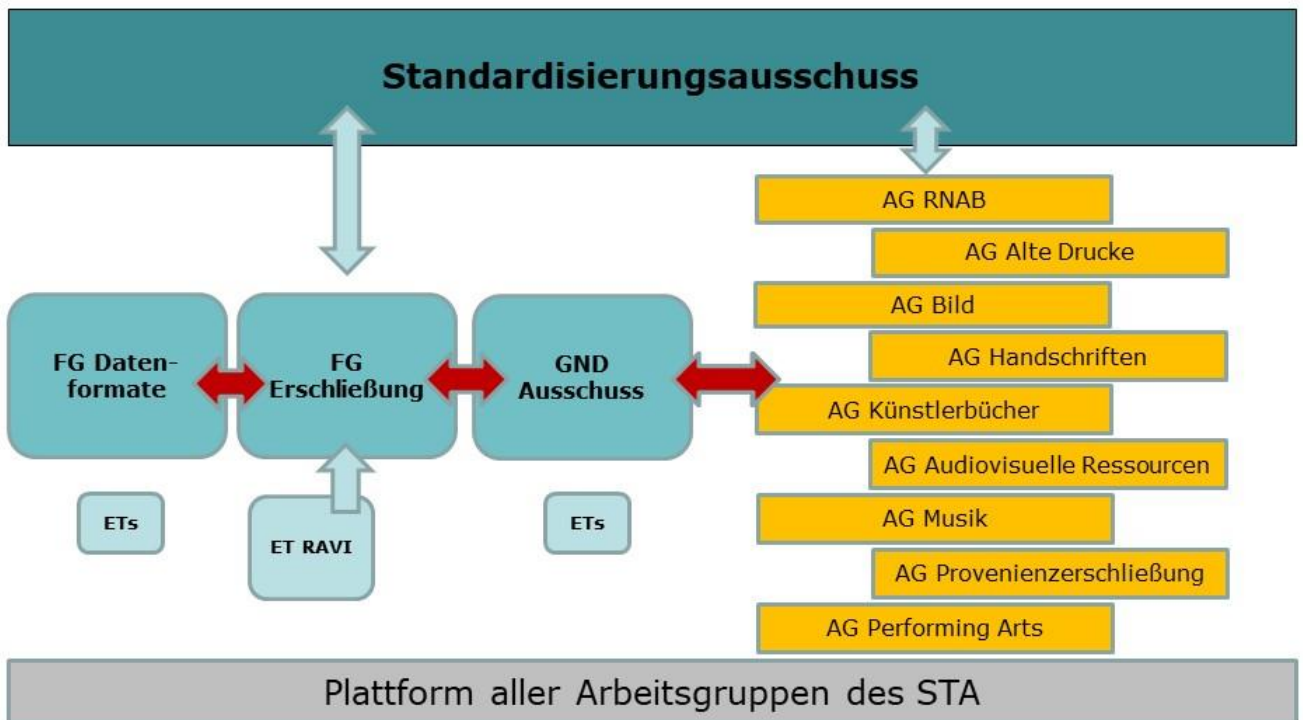 Standardisierungsausschuss
FG Daten-
formate
FG
Erschließung
GND
Ausschuss
ETs
ET RAVI
ETs
AG RNAB
AG Alte Drucke
AG Bild
AG Handschriften
AG Künstlerbücher
AG Audiovisuelle Ressourcen
AG Musik
AG Provenienzerschließung
AG Performing Arts
Plattform aller Arbeitsgruppen des STA